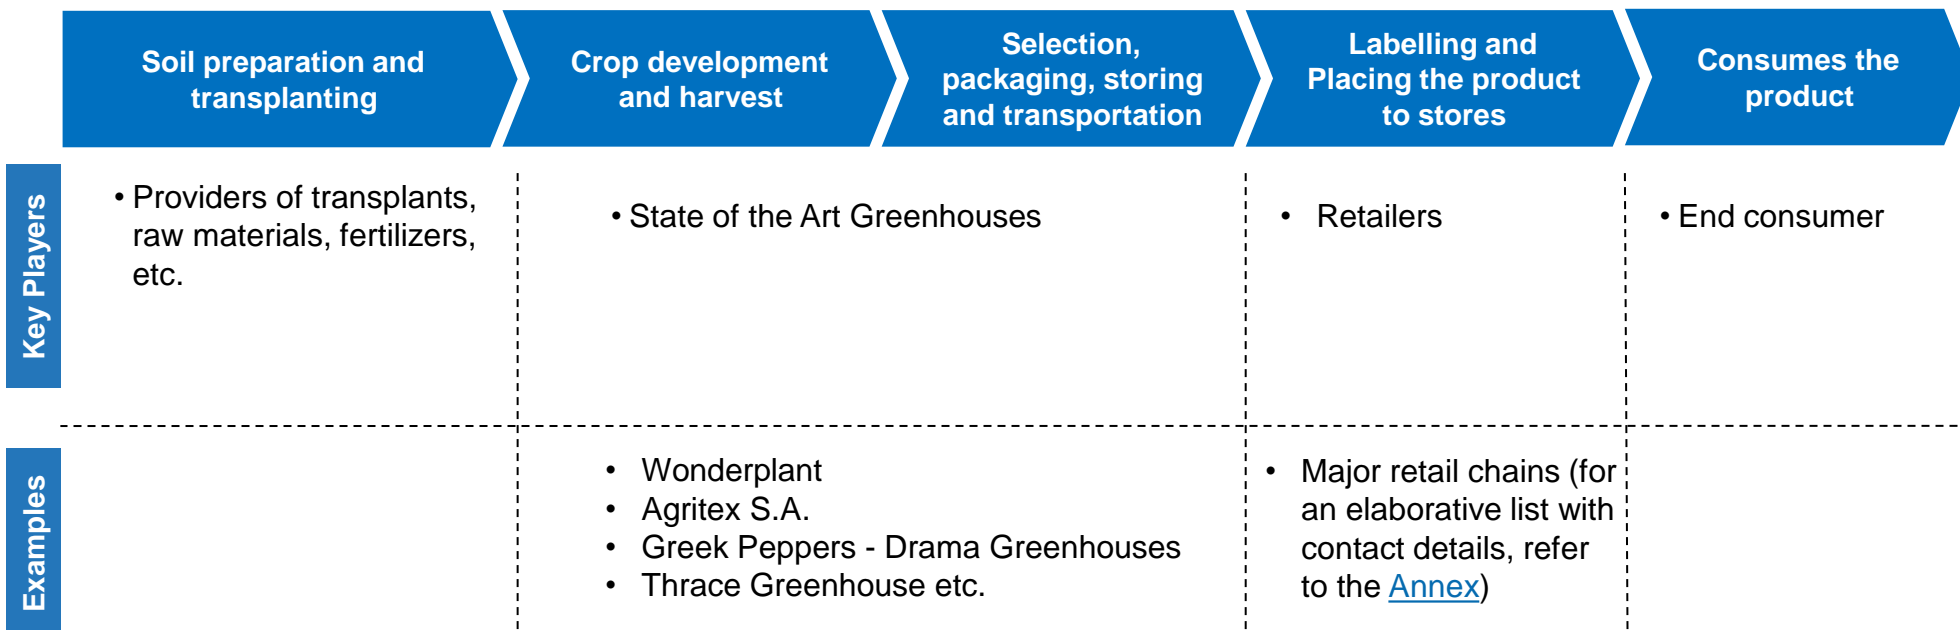 Soil preparation and
transplanting
Crop development
and harvest
Selection,
packaging, storing
and transportation
Labelling and
Placing the product
to stores
Consumes the
product
Key Players
• Providers of transplants,
raw materials, fertilizers,
etc.
• State of the Art Greenhouses
• Retailers
• End consumer
Examples
• Wonderplant
• Agritex S.A.
• Greek Peppers - Drama Greenhouses
• Thrace Greenhouse etc.
• Major retail chains (for
an elaborative list with
contact details, refer
to the Annex)